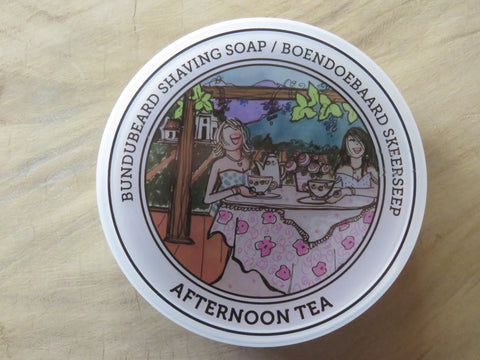 BUNDUBEARD SHAVING SOAP / BOENDOEBAARD SKEERSEEP
AFTERNOON TEA